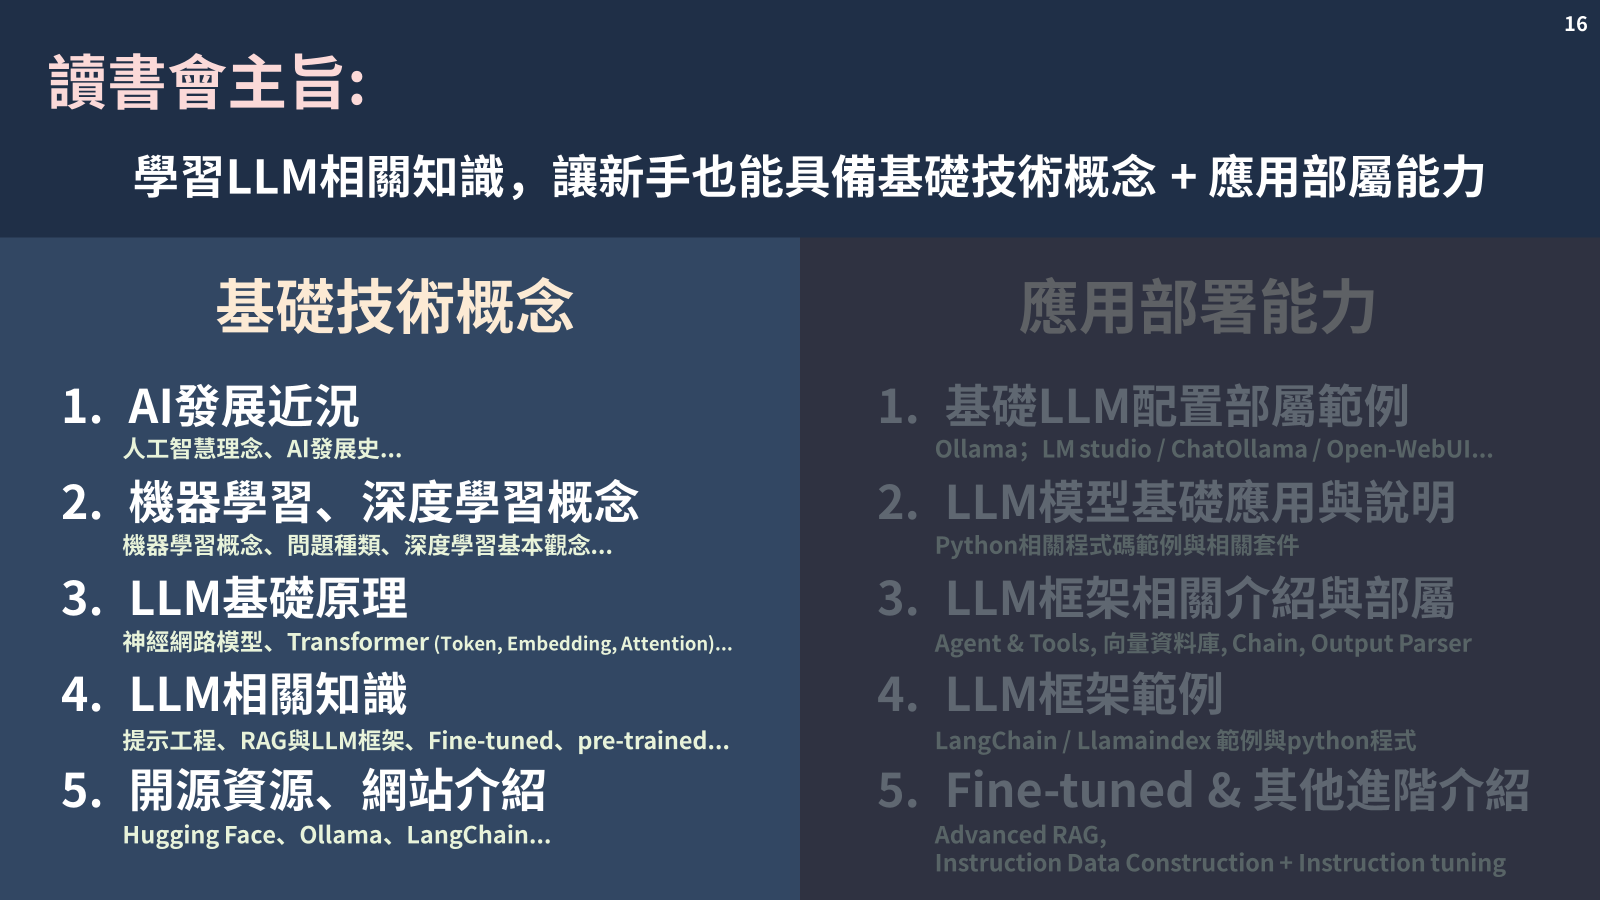 16
讀書會主旨:
學習LLM相關知識，讓新手也能具備基礎技術概念 + 應用部屬能力
基礎技術概念
1. AI發展近況
人工智慧理念、AI發展史...
2. 機器學習、深度學習概念
機器學習概念、問題種類、深度學習基本觀念...
3. LLM基礎原理
神經網路模型、Transformer (Token, Embedding, Attention)...
4. LLM相關知識
提示工程、RAG與LLM框架、Fine-tuned、pre-trained...
5. 開源資源、網站介紹
Hugging Face、Ollama、LangChain...
應用部署能力
1. 基礎LLM配置部屬範例
Ollama；LM studio / ChatOllama / Open-WebUI...
2. LLM模型基礎應用與說明
Python相關程式碼範例與相關套件
3. LLM框架相關介紹與部屬
Agent & Tools, 向量資料庫, Chain, Output Parser
4. LLM框架範例
LangChain / Llamaindex 範例與python程式
5. Fine-tuned & 其他進階介紹
Advanced RAG,
Instruction Data Construction + Instruction tuning